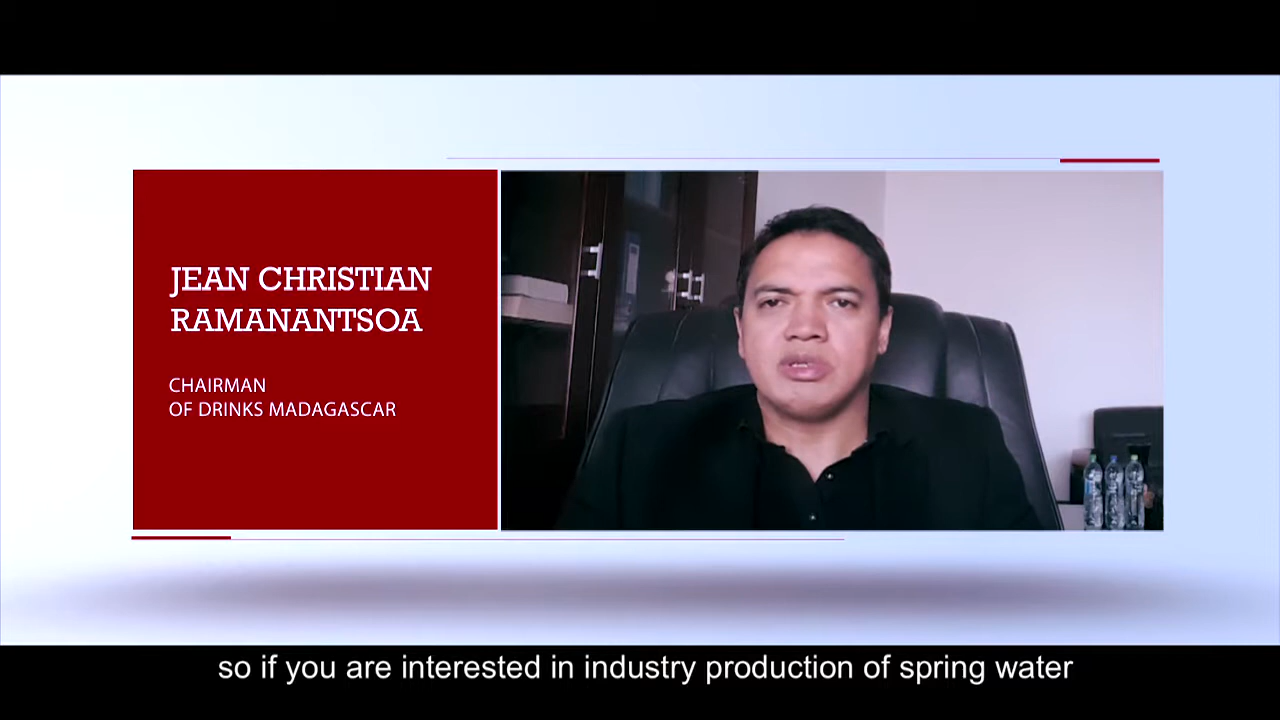 JEAN CHRISTIAN
RAMANANTSOA
CHAIRMAN
OF DRINKS MADAGASCAR
so if you are interested in industry production of spring water